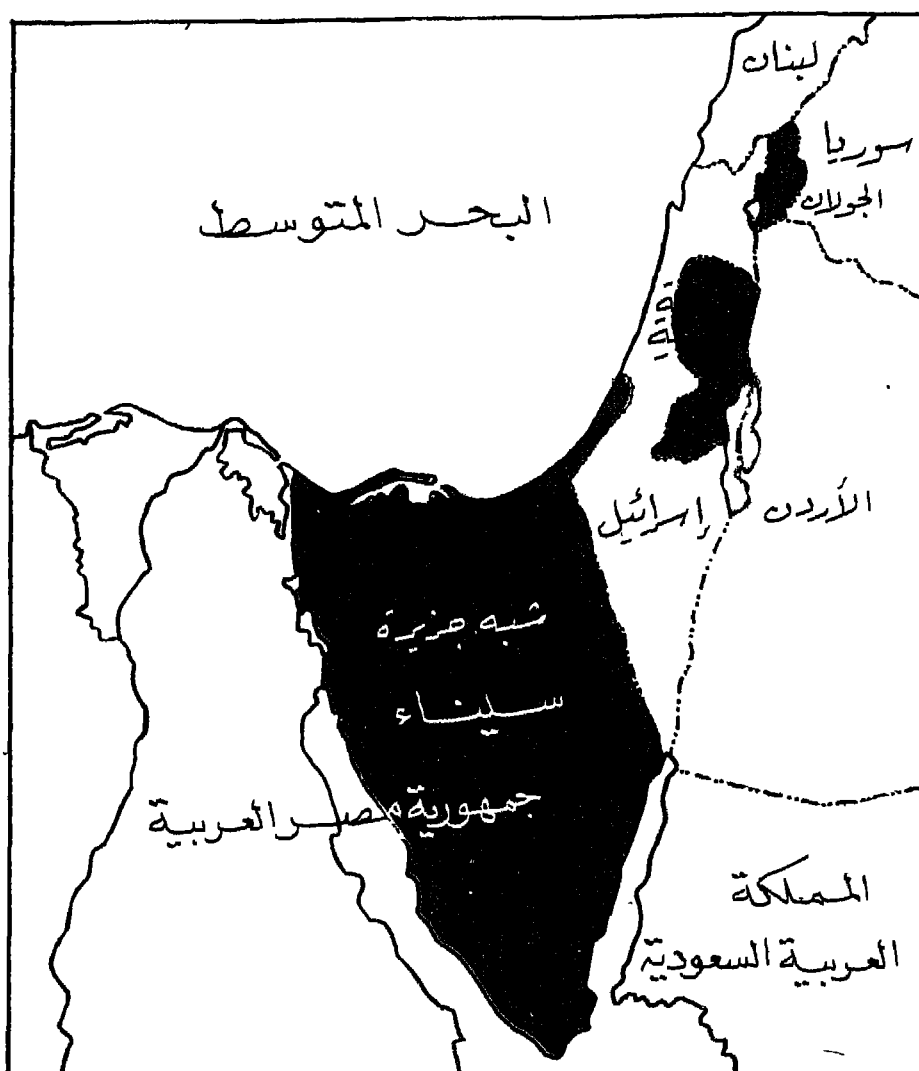 لبنان
سوريا
الجولان
البحر المتوسط
إسرائيل
الأردن
شبه جزيرة
سيناء
جمهورية مصر العربية
المملكة
العربية السعودية